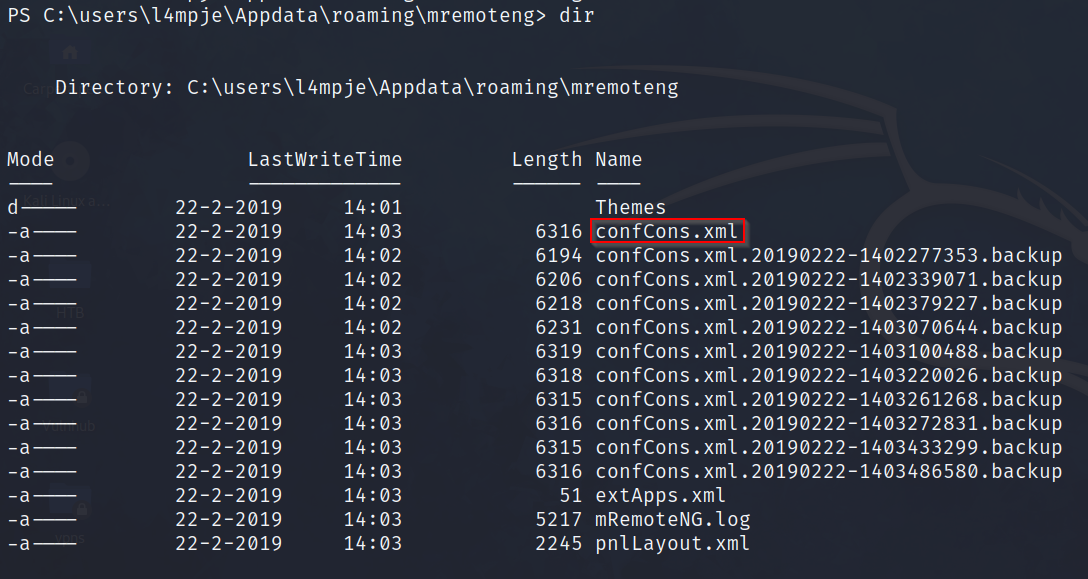 PS C:\users\l4mpje\Appdata\roaming\mremoteng> dir
Directory: C:\users\l4mpje\Appdata\roaming\mremoteng
Mode LastWriteTime Length Name
---- ------------- ------ ----
d----- 22-2-2019 14:01 Themes
-a---- 22-2-2019 14:03 6316 confCons.xml
-a---- 22-2-2019 14:02 6194 confCons.xml.20190222-1402277353.backup
-a---- 22-2-2019 14:02 6206 confCons.xml.20190222-1402339071.backup
-a---- 22-2-2019 14:02 6218 confCons.xml.20190222-1402379227.backup
-a---- 22-2-2019 14:02 6231 confCons.xml.20190222-1403070644.backup
-a---- 22-2-2019 14:03 6319 confCons.xml.20190222-1403100488.backup
-a---- 22-2-2019 14:03 6318 confCons.xml.20190222-1403220026.backup
-a---- 22-2-2019 14:03 6315 confCons.xml.20190222-1403261268.backup
-a---- 22-2-2019 14:03 6316 confCons.xml.20190222-1403272831.backup
-a---- 22-2-2019 14:03 6315 confCons.xml.20190222-1403433299.backup
-a---- 22-2-2019 14:03 6316 confCons.xml.20190222-1403486580.backup
-a---- 22-2-2019 14:03 51 extApps.xml
-a---- 22-2-2019 14:03 5217 mRemoteNG.log
-a---- 22-2-2019 14:03 2245 pnlLayout.xml
HTB